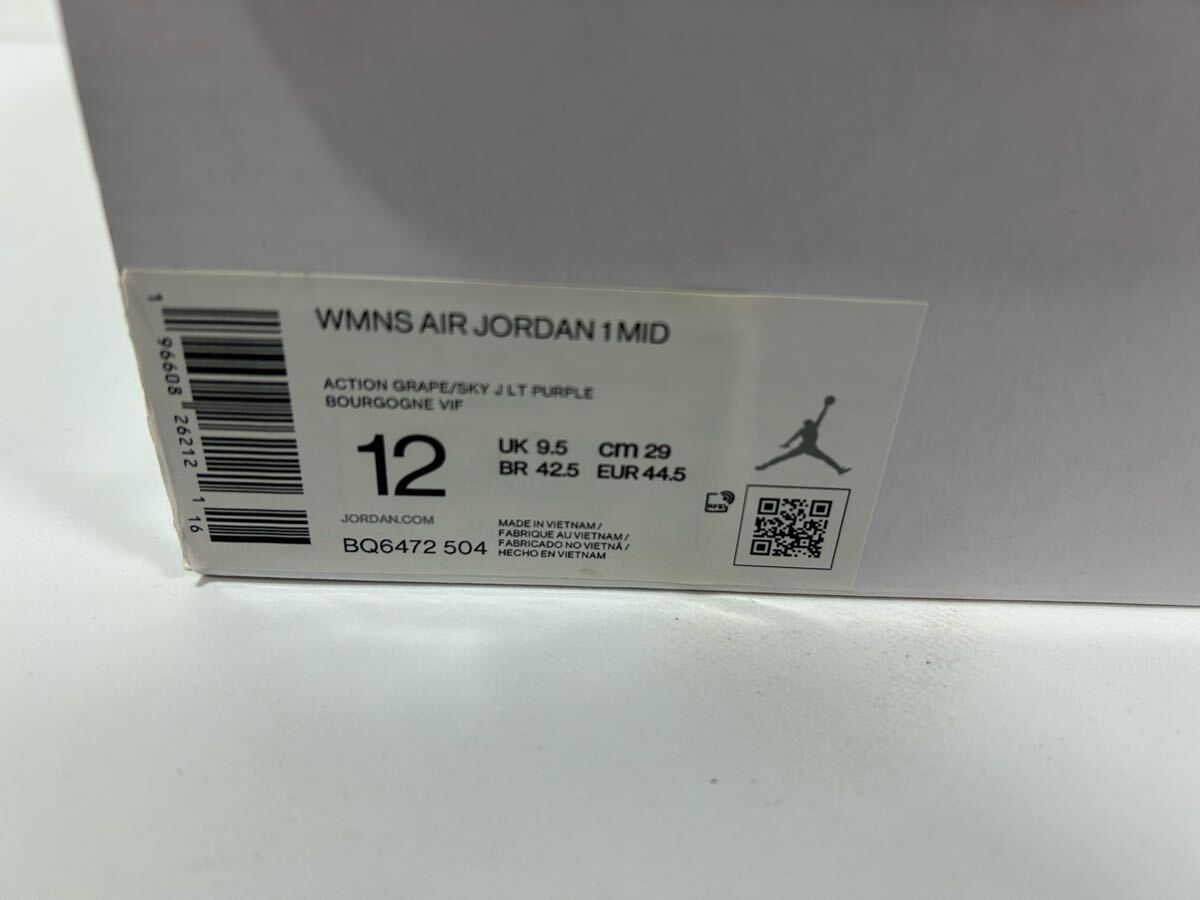 WMNS AIR JORDAN 1 MID
ACTION GRAPE/SKY J LT PURPLE
BOURGOGNE VIF
12
UK 9.5 cm 29
BR 42.5 EUR 44.5
JORDAN.COM
BQ6472 504
MADE IN VIETNAM/
FABRIQUE AU VIETNAM/
FABRICADO NO VIETNÃ/
HECHO EN VIETNAM
RFID
1 96608 26212 1 16